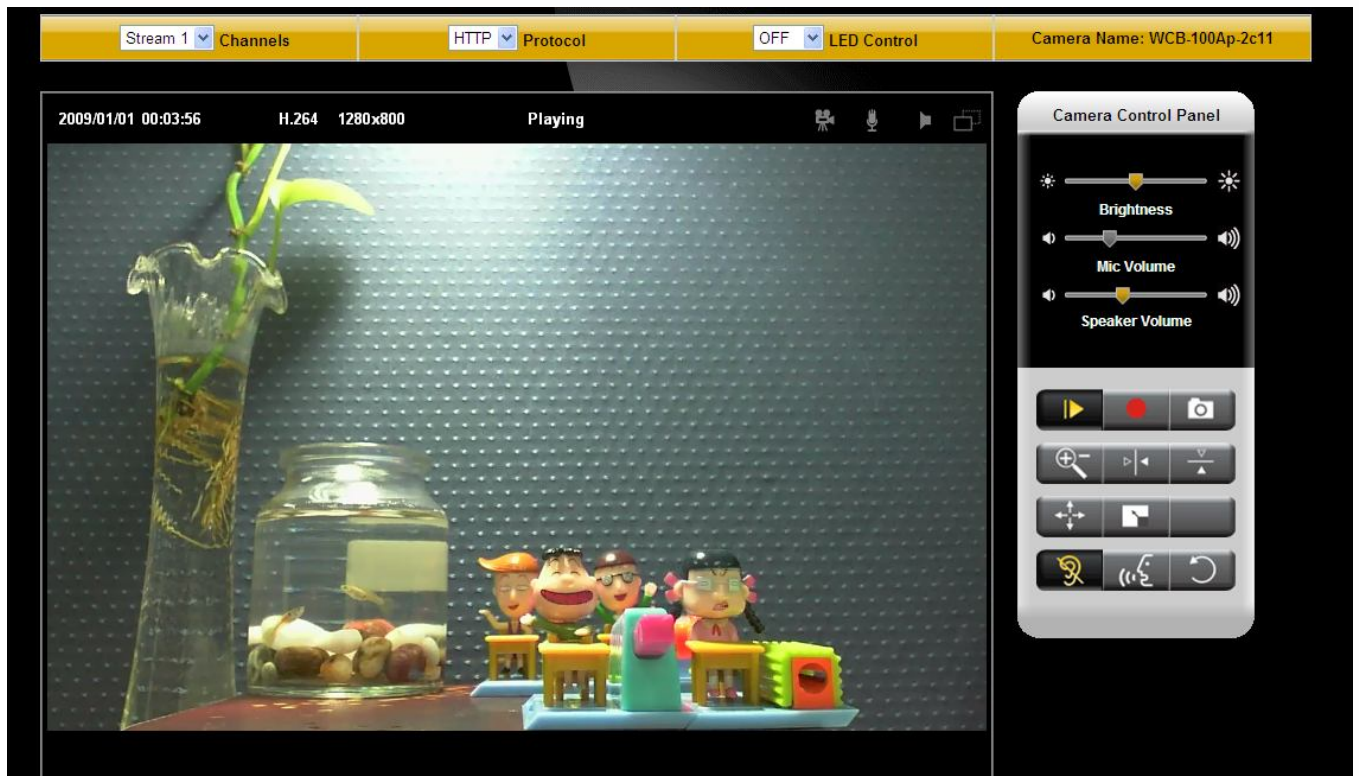 Stream 1 Channels HTTP Protocol OFF LED Control Camera Name: WCB-100Ap-2c11
2009/01/01 00:03:56 H.264 1280x800 Playing
Camera Control Panel
Brightness
Mic Volume
Speaker Volume